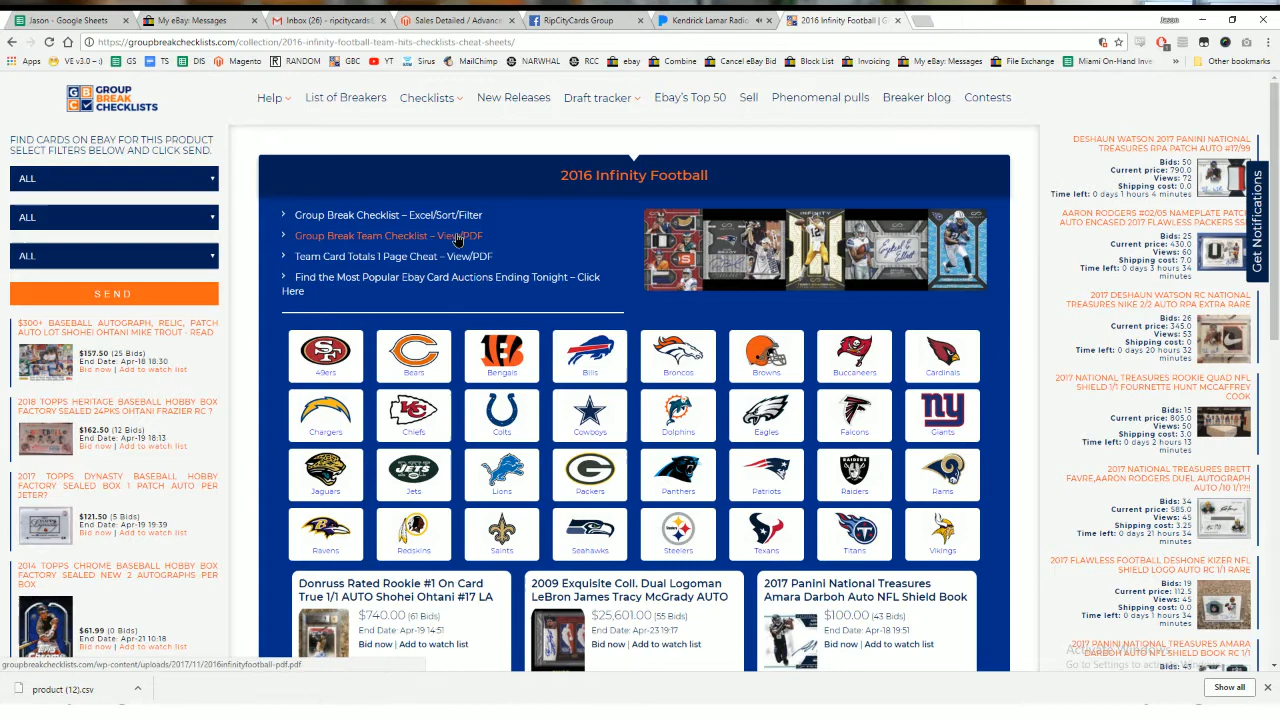 Jason - Google Sheets
My eBay: Messages
Inbox (26) - ripcitycards
Sales Detailed / Advance
RipCityCards Group
Kendrick Lamar Radio
2016 Infinity Football | G
Jason
https://groupbreakchecklists.com/collection/2016-infinity-football-team-hits-checklists-cheat-sheets/
Apps VE v3.0 GS TS DIS Magento RANDOM GBC YT Sirius MailChimp NARWHAL RCC ebay Combine Cancel eBay Bid Block List Invoicing My eBay: Messages File Exchange Miami On-Hand Inve » Other bookmarks
GROUP
BREAK
CHECKLISTS
Help List of Breakers Checklists New Releases Draft tracker Ebay's Top 50 Sell Phenomenal pulls Breaker blog Contests
FIND CARDS ON EBAY FOR THIS PRODUCT
SELECT FILTERS BELOW AND CLICK SEND.
ALL
ALL
ALL
SEND
$300+ BASEBALL AUTOGRAPH, RELIC, PATCH
AUTO LOT SHOHEI OHTANI MIKE TROUT - READ
$157.50 (25 Bids)
End Date: Apr-18 18:30
Bid now | Add to watch list
2018 TOPPS HERITAGE BASEBALL HOBBY
BOX FACTORY SEALED 24PKS OHTANI FRAZIER RC ?
$162.50 (12 Bids)
End Date: Apr-19 18:13
Bid now | Add to watch list
2017 TOPPS DYNASTY BASEBALL HOBBY
FACTORY SEALED BOX 1 PATCH AUTO PER
JETER?
$121.50 (5 Bids)
End Date: Apr-19 19:39
Bid now | Add to watch list
2014 TOPPS CHROME BASEBALL HOBBY BOX
FACTORY SEALED NEW 2 AUTOGRAPHS PER
BOX
$61.99 (0 Bids)
End Date: Apr-21 10:18
Bid now | Add to watch list
2016 Infinity Football
Group Break Checklist – Excel/Sort/Filter
Group Break Team Checklist – View/PDF
Team Card Totals 1 Page Cheat – View/PDF
Find the Most Popular Ebay Card Auctions Ending Tonight – Click
Here
49ers Bears Bengals Bills Broncos Browns Buccaneers Cardinals
Chargers Chiefs Colts Cowboys Dolphins Eagles Falcons Giants
Jaguars Jets Lions Packers Panthers Patriots Raiders Rams
Ravens Redskins Saints Seahawks Steelers Texans Titans Vikings
Donruss Rated Rookie #1 On Card
True 1/1 AUTO Shohei Ohtani #17 LA
$740.00 (61 Bids)
End Date: Apr-19 14:51
Bid now | Add to watch list
2009 Exquisite Coll. Dual Logoman
LeBron James Tracy McGrady AUTO
$25,601.00 (55 Bids)
End Date: Apr-23 19:17
Bid now | Add to watch list
2017 Panini National Treasures
Amara Darboh Auto NFL Shield Book
$100.00 (43 Bids)
End Date: Apr-18 19:51
Bid now | Add to watch list
DESHAUN WATSON 2017 PANINI NATIONAL
TREASURES RPA PATCH AUTO #17/99
Bids: 50
Current price: 790.0
Views: 72
Shipping cost: 0.0
Time left: 0 days 1 hours 4 minutes
AARON RODGERS #02/05 NAMEPLATE PATCH
AUTO ENCASED 2017 FLAWLESS PACKERS SS
Bids: 25
Current price: 430.0
Views: 60
Shipping cost: 7.0
Time left: 0 days 3 hours 34
minutes
2017 DESHAUN WATSON RC NATIONAL
TREASURES NIKE 2/2 AUTO RPA EXTRA RARE
Bids: 26
Current price: 345.0
Views: 53
Shipping cost: 0.0
Time left: 0 days 20 hours 32
minutes
2017 NATIONAL TREASURES ROOKIE QUAD NFL
SHIELD 1/1 FOURNETTE HUNT MCCAFFREY
COOK
Bids: 15
Current price: 805.0
Views: 50
Shipping cost: 3.0
Time left: 0 days 2 hours 13
minutes
2017 NATIONAL TREASURES BRETT
FAVRE,AARON RODGERS DUEL AUTOGRAPH
AUTO /10 1/1?!!
Bids: 34
Current price: 585.0
Views: 45
Shipping cost: 3.25
Time left: 0 days 21 hours 34
minutes
2017 FLAWLESS FOOTBALL DESHONE KIZER NFL
SHIELD LOGO AUTO RC 1/1 RARE
Bids: 19
Current price: 112.5
Views: 45
Shipping cost: 0.0
Time left: 0 days 1 hours 34
minutes
2017 PANINI NATIONAL TREASURES AMARA
DARBOH AUTO NFL SHIELD BOOK RC 1/1
Get Notifications
Go to Settings to activate Windows.
groupbreakchecklists.com/wp-content/uploads/2017/11/2016infinityfootball-pdf.pdf
product (12).csv
Show all